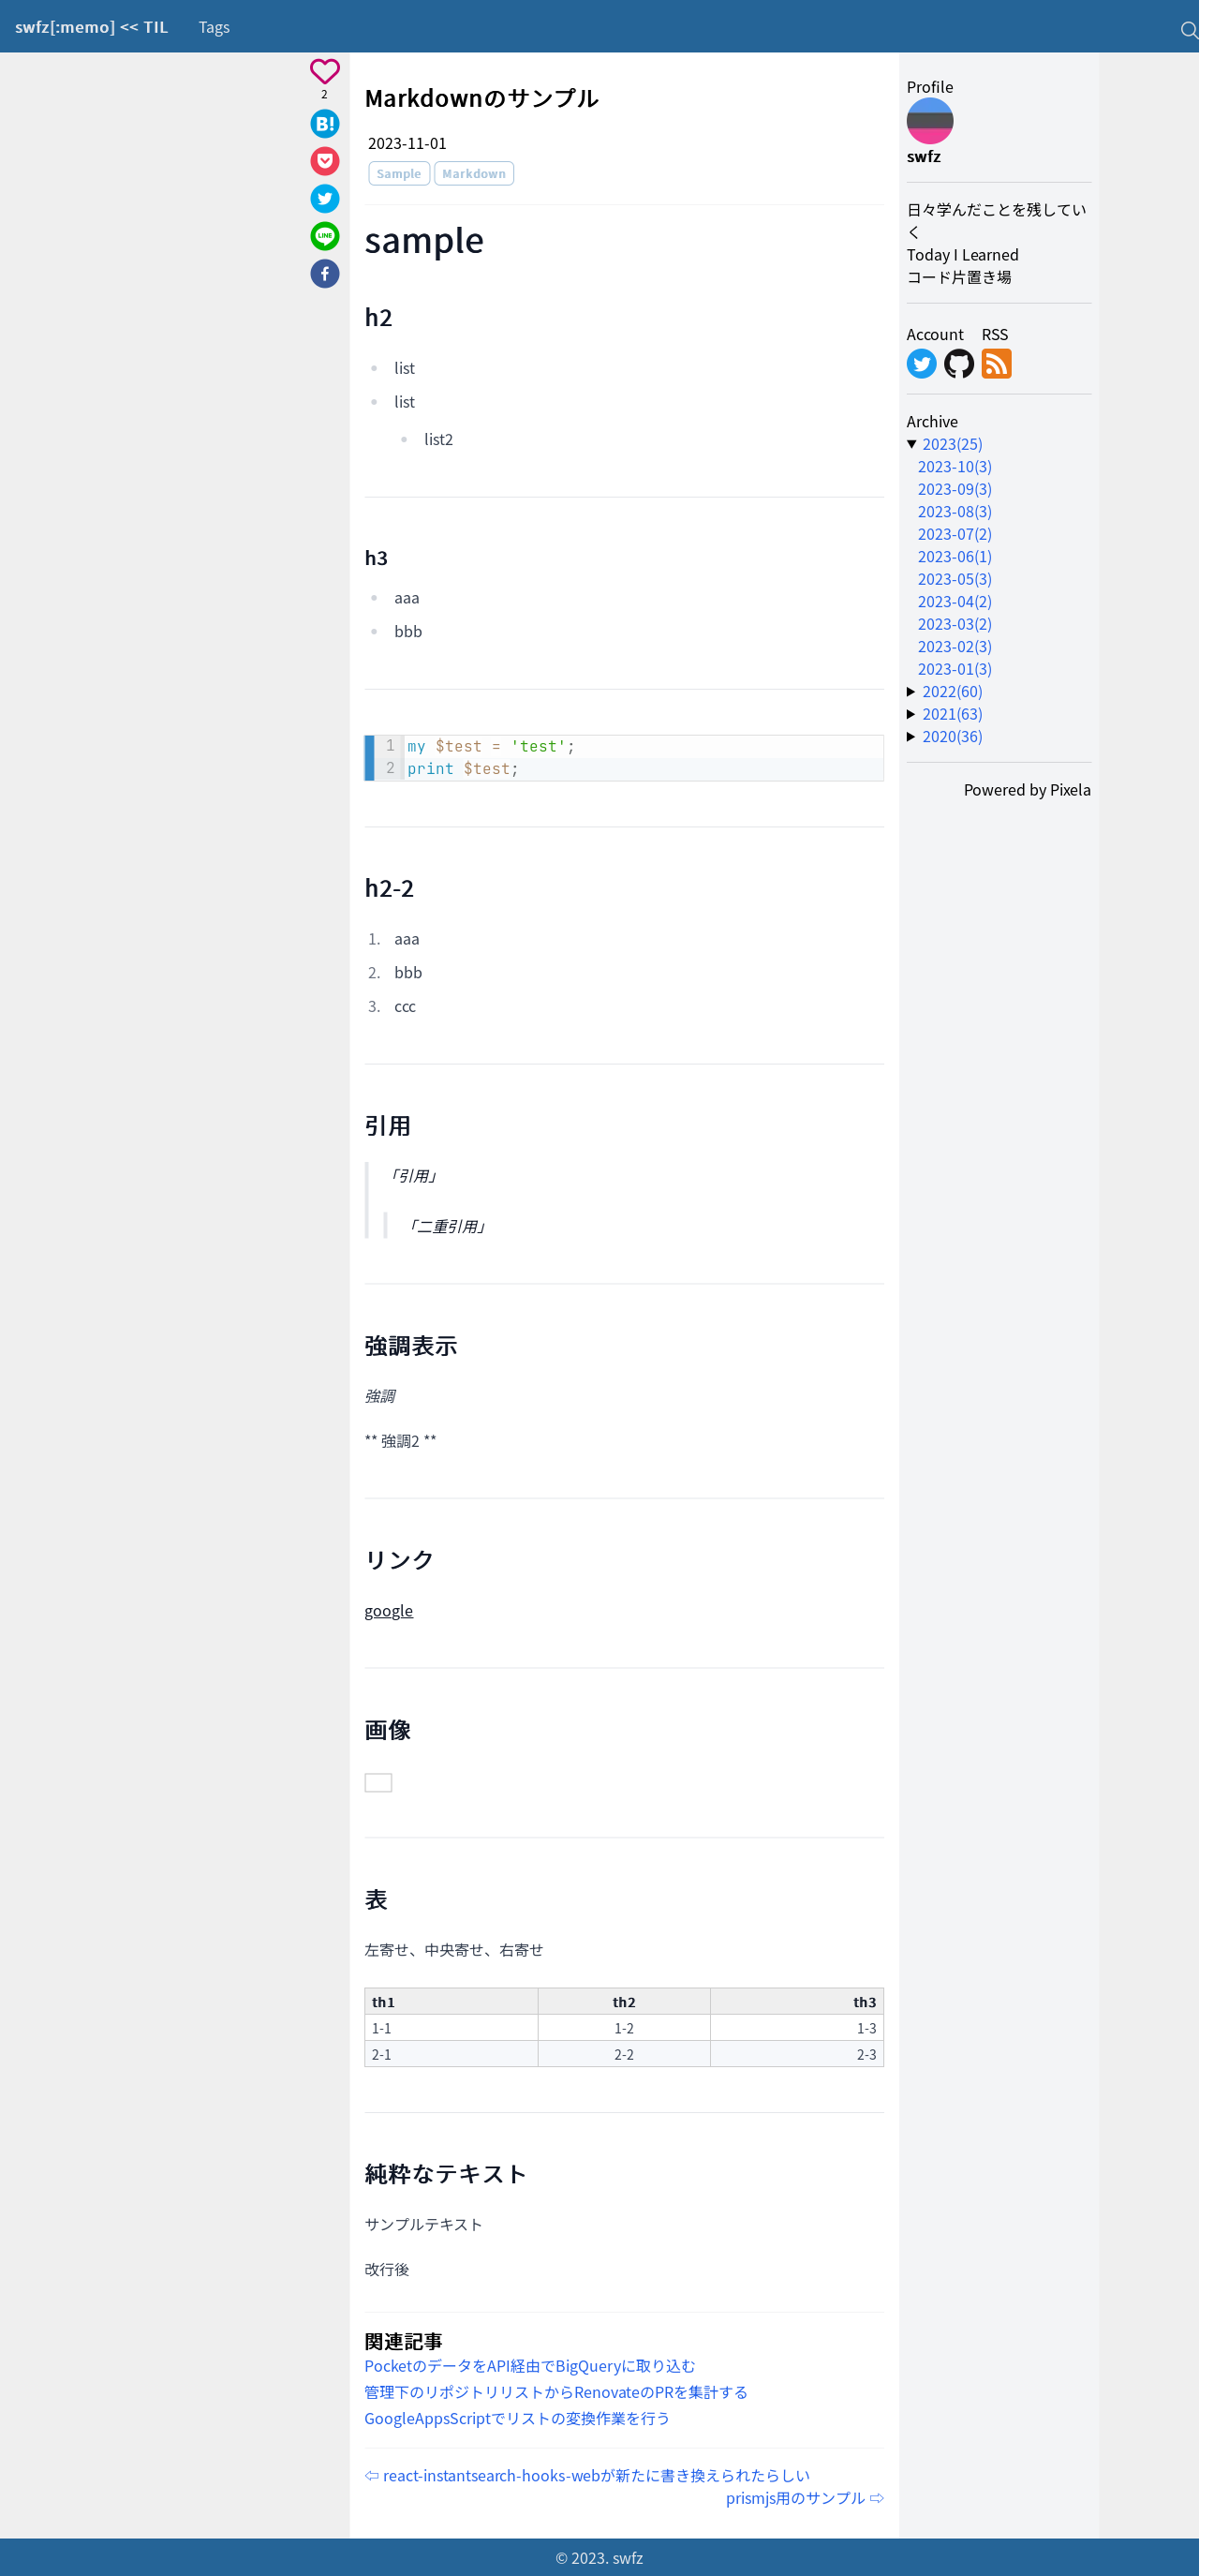 swfz[:memo] << TIL
Tags
2
B!
LINE
Markdownのサンプル
2023-11-01
Sample Markdown
sample
h2
list
list
list2
h3
aaa
bbb
1 my $test = 'test';
2 print $test;
h2-2
1. aaa
2. bbb
3. ccc
引用
「引用」
「二重引用」
強調表示
強調
** 強調2 **
リンク
google
画像
表
左寄せ、中央寄せ、右寄せ
th1 th2 th3
1-1 1-2 1-3
2-1 2-2 2-3
純粋なテキスト
サンプルテキスト
改行後
関連記事
PocketのデータをAPI経由でBigQueryに取り込む
管理下のリポジトリリストからRenovateのPRを集計する
GoogleAppsScriptでリストの変換作業を行う
⇦ react-instantsearch-hooks-webが新たに書き換えられたらしい
prismjs用のサンプル ⇨
Profile
swfz
日々学んだことを残してい
く
Today I Learned
コード片置き場
Account RSS
Archive
▼ 2023(25)
2023-10(3)
2023-09(3)
2023-08(3)
2023-07(2)
2023-06(1)
2023-05(3)
2023-04(2)
2023-03(2)
2023-02(3)
2023-01(3)
▶ 2022(60)
▶ 2021(63)
▶ 2020(36)
Powered by Pixela
© 2023. swfz